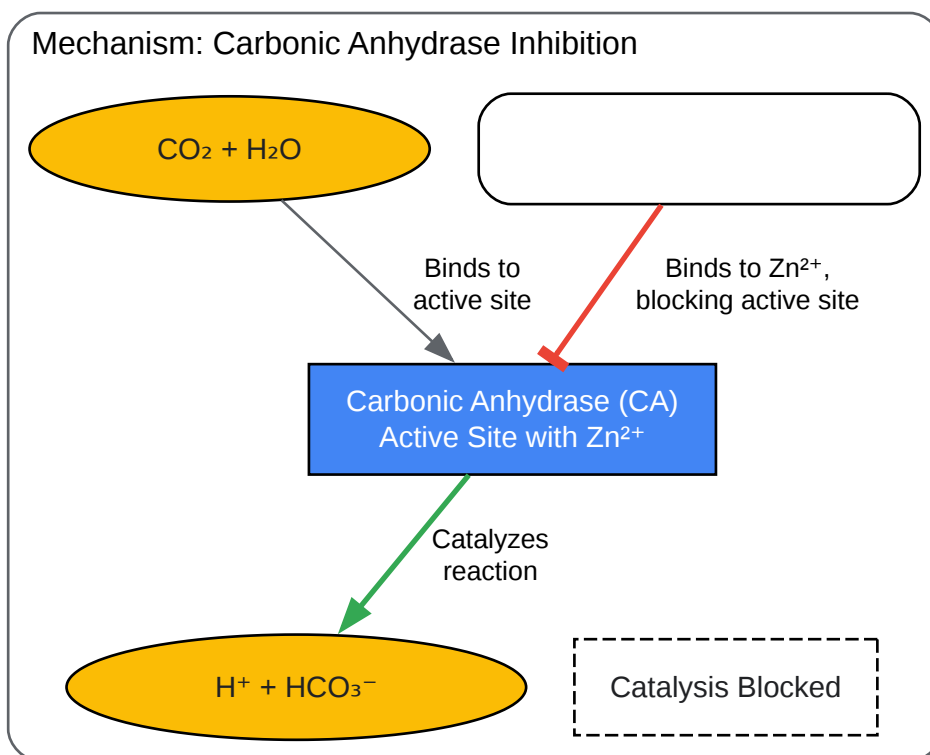 Mechanism: Carbonic Anhydrase Inhibition
CO₂ + H₂O
Binds to
active site
Binds to Zn²⁺,
blocking active site
Carbonic Anhydrase (CA)
Active Site with Zn²⁺
Catalyzes
reaction
H⁺ + HCO₃⁻
Catalysis Blocked